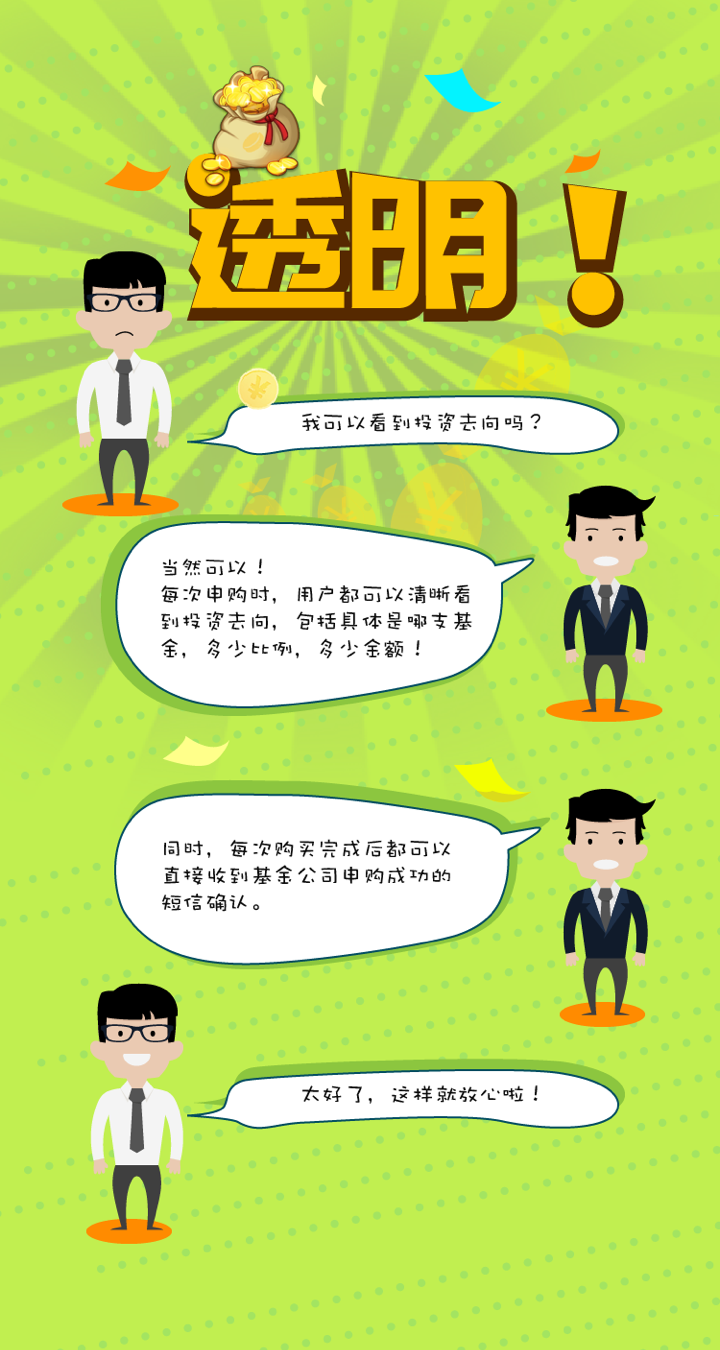 透明！
我可以看到投资去向吗？
当然可以！
每次申购时，用户都可以清晰看
到投资去向，包括具体是哪支基
金，多少比例，多少金额！
同时，每次购买完成后都可以
直接收到基金公司申购成功的
短信确认。
太好了，这样就放心啦！